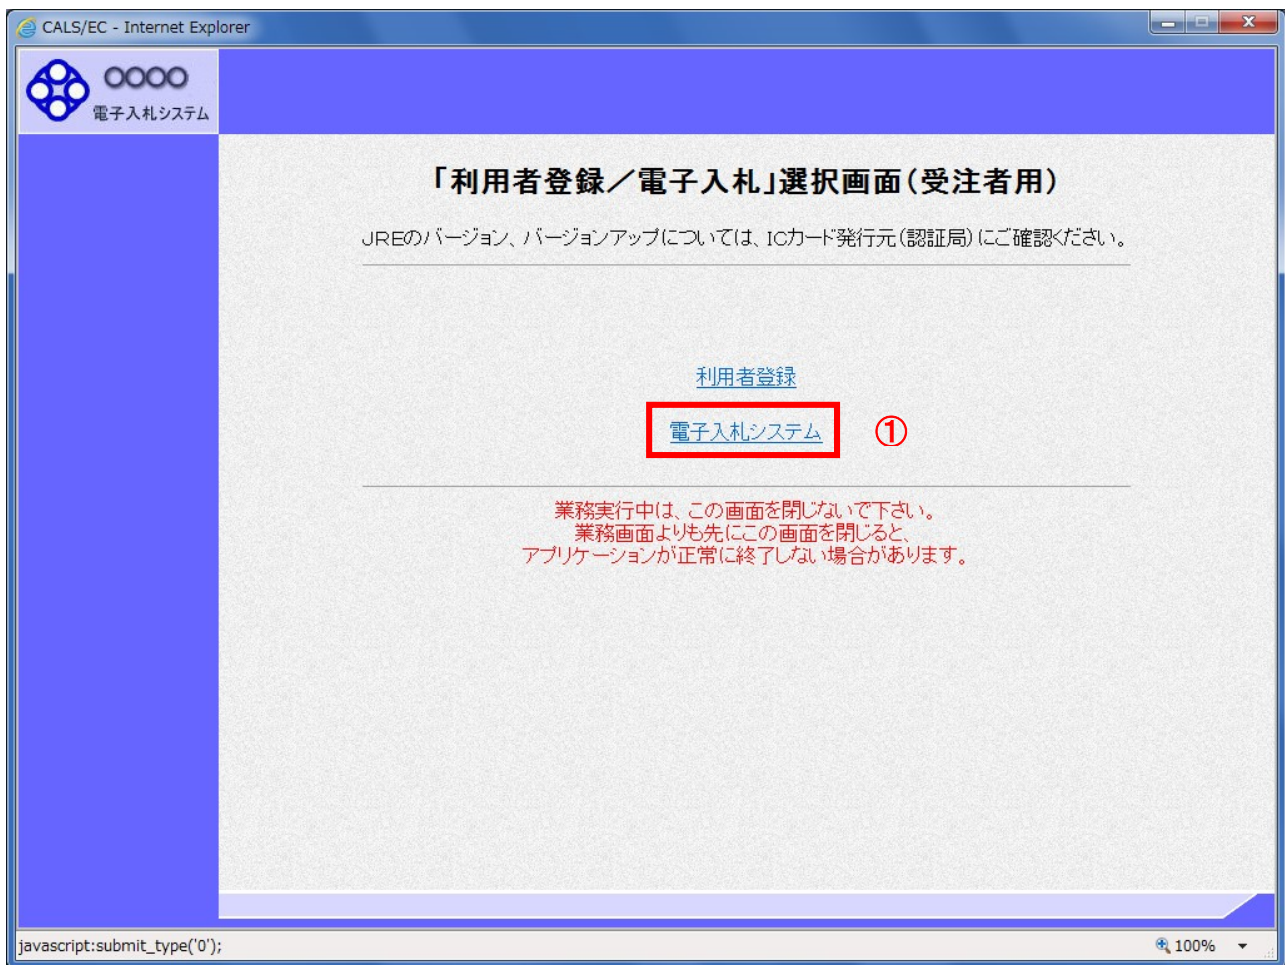 CALS/EC - Internet Explorer
○○○○
電子入札システム
「利用者登録／電子入札」選択画面(受注者用)
JREのバージョン、バージョンアップについては、ICカード発行元(認証局)にご確認ください。
利用者登録
電子入札システム ①
業務実行中は、この画面を閉じないで下さい。
業務画面よりも先にこの画面を閉じると、
アプリケーションが正常に終了しない場合があります。
javascript:submit_type('0');
100%